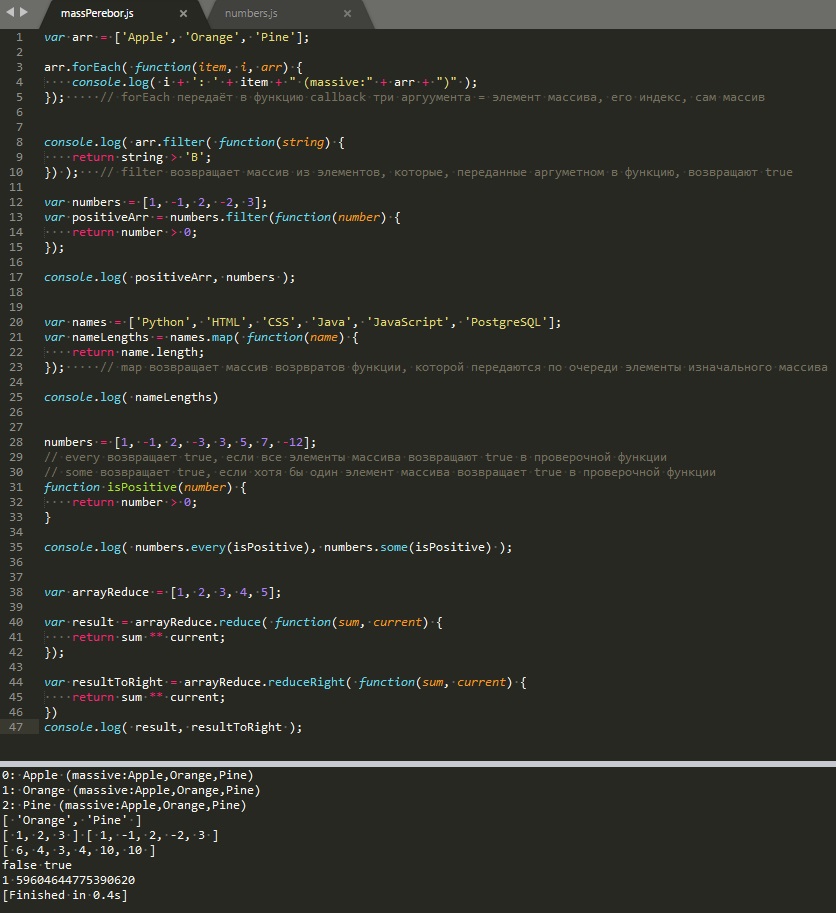 massPerebor.js × numbers.js ×
1 var arr = ['Apple', 'Orange', 'Pine'];
2
3 arr.forEach( function(item, i, arr) {
4     console.log( i + ': ' + item + " (massive:" + arr + ")" );
5 });     // forEach передаёт в функцию callback три аргуумента = элемент массива, его индекс, сам массив
6
7
8 console.log( arr.filter( function(string) {
9     return string > 'B';
10 }) );   // filter возвращает массив из элементов, которые, переданные аргуметном в функцию, возвращают true
11
12 var numbers = [1, -1, 2, -2, 3];
13 var positiveArr = numbers.filter(function(number) {
14     return number > 0;
15 });
16
17 console.log( positiveArr, numbers );
18
19
20 var names = ['Python', 'HTML', 'CSS', 'Java', 'JavaScript', 'PostgreSQL'];
21 var nameLengths = names.map( function(name) {
22     return name.length;
23 });     // map возвращает массив возрвратов функции, которой передаются по очереди элементы изначального массива
24
25 console.log( nameLengths)
26
27
28 numbers = [1, -1, 2, -3, 3, 5, 7, -12];
29 // every возвращает true, если все элементы массива возвращают true в проверочной функции
30 // some возвращает true, если хотя бы один элемент массива возвращает true в проверочной функции
31 function isPositive(number) {
32     return number > 0;
33 }
34
35 console.log( numbers.every(isPositive), numbers.some(isPositive) );
36
37
38 var arrayReduce = [1, 2, 3, 4, 5];
39
40 var result = arrayReduce.reduce( function(sum, current) {
41     return sum ** current;
42 });
43
44 var resultToRight = arrayReduce.reduceRight( function(sum, current) {
45     return sum ** current;
46 })
47 console.log( result, resultToRight );
0: Apple (massive:Apple,Orange,Pine)
1: Orange (massive:Apple,Orange,Pine)
2: Pine (massive:Apple,Orange,Pine)
[ 'Orange', 'Pine' ]
[ 1, 2, 3 ] [ 1, -1, 2, -2, 3 ]
[ 6, 4, 3, 4, 10, 10 ]
false true
1 59604644775390620
[Finished in 0.4s]